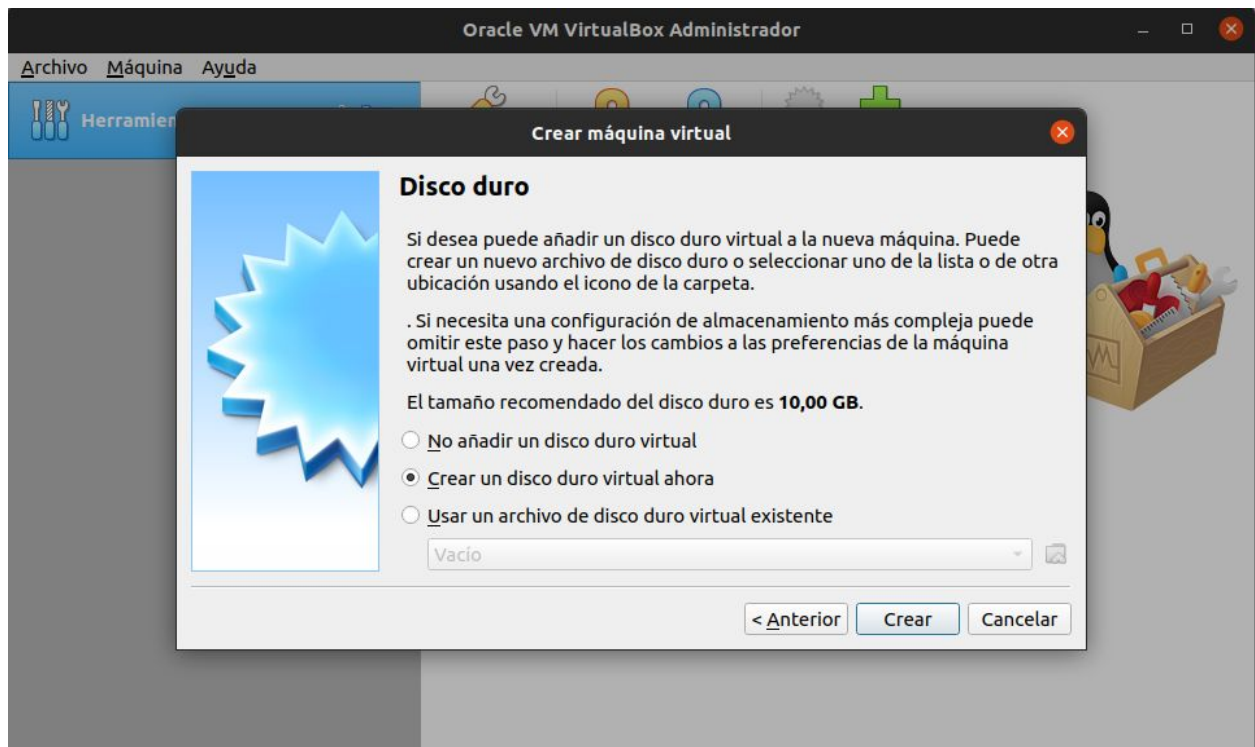 Oracle VM VirtualBox Administrador
Archivo Máquina Ayuda
Herramien
Crear máquina virtual
Disco duro
Si desea puede añadir un disco duro virtual a la nueva máquina. Puede
crear un nuevo archivo de disco duro o seleccionar uno de la lista o de otra
ubicación usando el icono de la carpeta.
. Si necesita una configuración de almacenamiento más compleja puede
omitir este paso y hacer los cambios a las preferencias de la máquina
virtual una vez creada.
El tamaño recomendado del disco duro es 10,00 GB.
No añadir un disco duro virtual
Crear un disco duro virtual ahora
Usar un archivo de disco duro virtual existente
Vacío
< Anterior Crear Cancelar